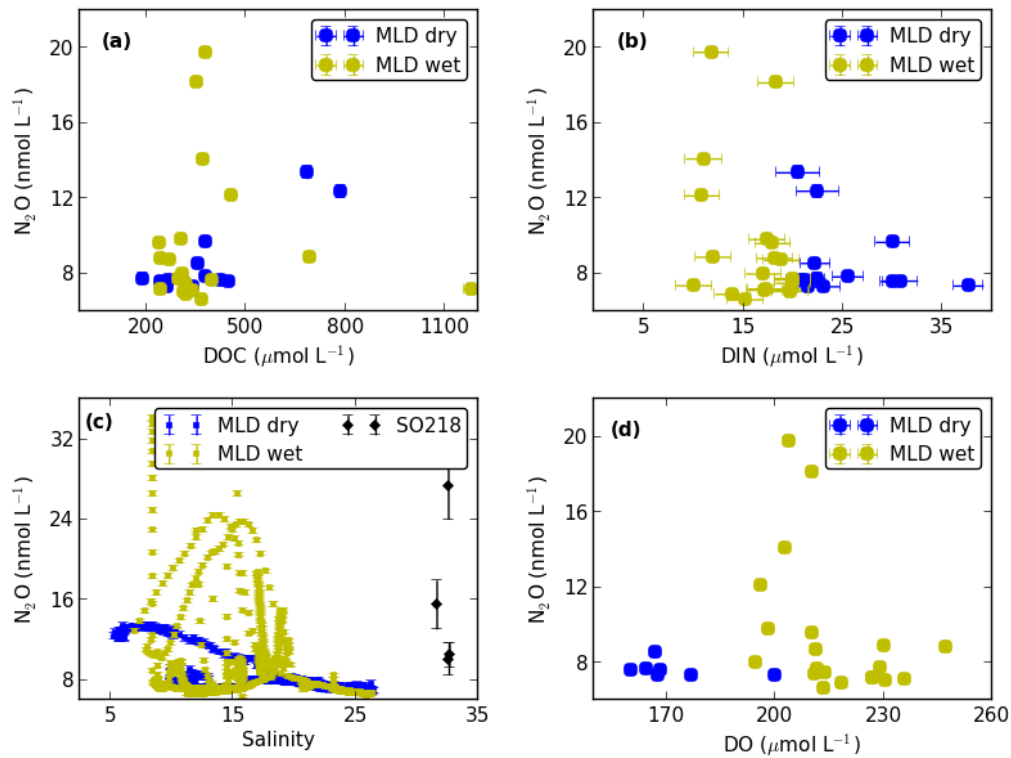 (a)
MLD dry
MLD wet
20
16
12
8
N₂O (nmol L⁻¹)
200 500 800 1100
DOC (μmol L⁻¹)
(b)
MLD dry
MLD wet
20
16
12
8
N₂O (nmol L⁻¹)
5 15 25 35
DIN (μmol L⁻¹)
(c)
MLD dry
MLD wet
SO218
32
24
16
8
N₂O (nmol L⁻¹)
5 15 25 35
Salinity
(d)
MLD dry
MLD wet
20
16
12
8
N₂O (nmol L⁻¹)
170 200 230 260
DO (μmol L⁻¹)